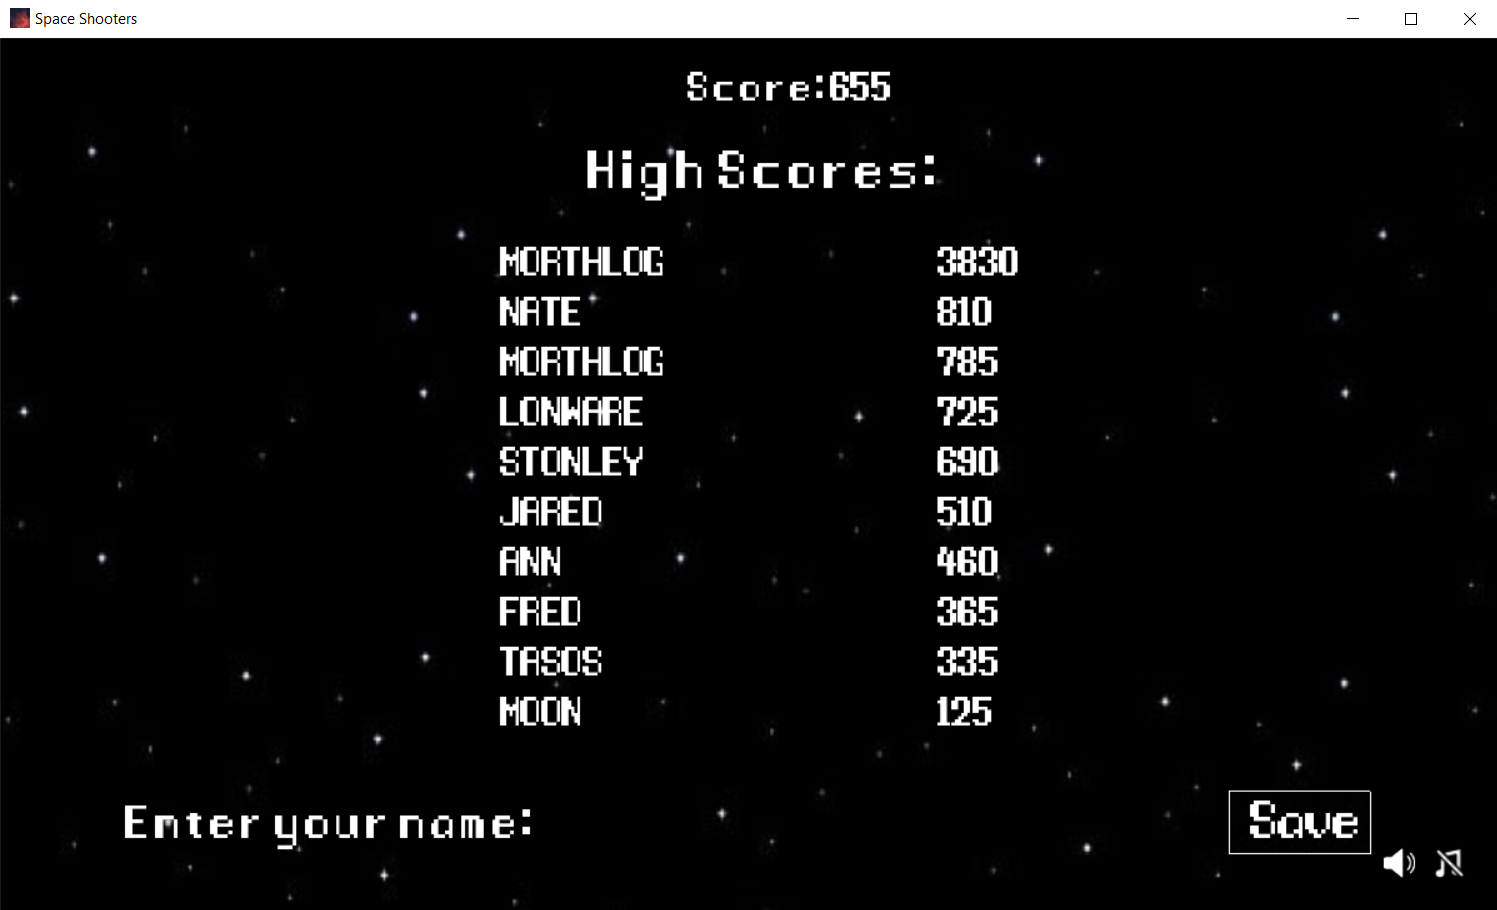 Space Shooters
Score:655
High Scores:
MORTHLOG 3830
NATE 810
MORTHLOG 785
LONWARE 725
STONLEY 690
JARED 510
ANN 460
FRED 365
TASOS 335
MOON 125
Enter your name:
Save